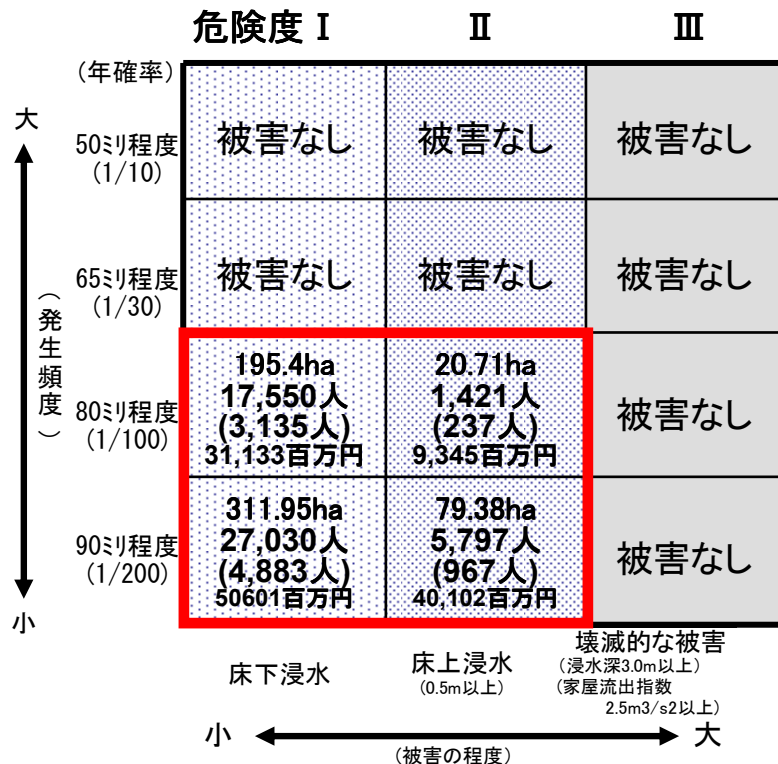 危険度 Ⅰ Ⅱ Ⅲ
（年確率）
大
50ﾐﾘ程度
(1/10)
被害なし 被害なし 被害なし
65ﾐﾘ程度
(1/30)
被害なし 被害なし 被害なし
（発生頻度）
80ﾐﾘ程度
(1/100)
195.4ha
17,550人
(3,135人)
31,133百万円
20.71ha
1,421人
(237人)
9,345百万円
被害なし
90ﾐﾘ程度
(1/200)
311.95ha
27,030人
(4,883人)
50601百万円
79.38ha
5,797人
(967人)
40,102百万円
被害なし
小
床下浸水
床上浸水
(0.5m以上)
壊滅的な被害
（浸水深3.0m以上）
（家屋流出指数
2.5m3/s2以上）
小 大
（被害の程度）